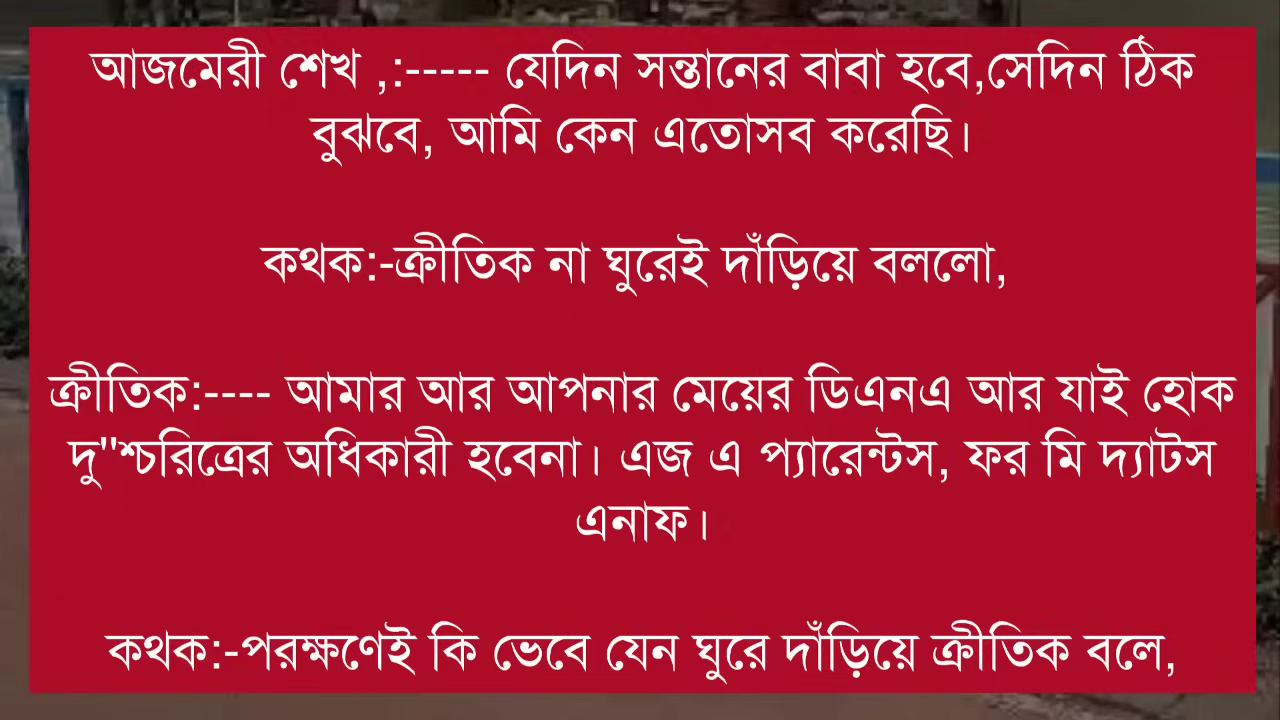 আজমেরী শেখ ,:----- যেদিন সন্তানের বাবা হবে,সেদিন ঠিক
বুঝবে, আমি কেন এতোসব করেছি।
কথক:-ক্রীতিক না ঘুরেই দাঁড়িয়ে বললো,
ক্রীতিক:---- আমার আর আপনার মেয়ের ডিএনএ আর যাই হোক
দু"শ্চরিত্রের অধিকারী হবেনা। এজ এ প্যারেন্টস, ফর মি দ্যাটস
এনাফ।
কথক:-পরক্ষণেই কি ভেবে যেন ঘুরে দাঁড়িয়ে ক্রীতিক বলে,